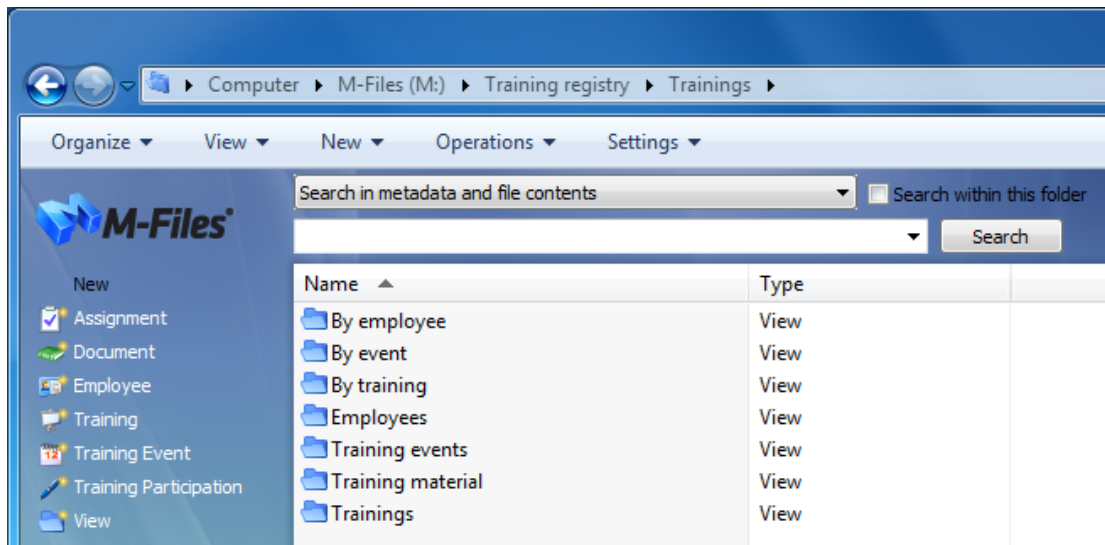 Computer M-Files (M:) Training registry Trainings
Organize View New Operations Settings
Search in metadata and file contents Search within this folder
M-Files
Search
New
Assignment
Document
Employee
Training
12
Training Event
Training Participation
View
Name Type
By employee View
By event View
By training View
Employees View
Training events View
Training material View
Trainings View